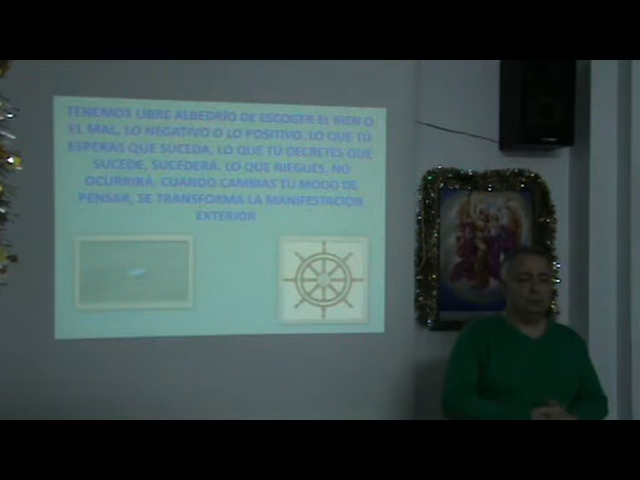 TENEMOS LIBRE ALBEDRÍO DE ESCOGER EL BIEN O
EL MAL, LO NEGATIVO O LO POSITIVO. LO QUE TÚ
ESPERAS QUE SUCEDA, LO QUE TÚ DECRETES QUE
SUCEDE, SUCEDERÁ. LO QUE NIEGUES, NO
OCURRIRÁ. CUANDO CAMBIAS TU MODO DE
PENSAR, SE TRANSFORMA LA MANIFESTACIÓN
EXTERIOR